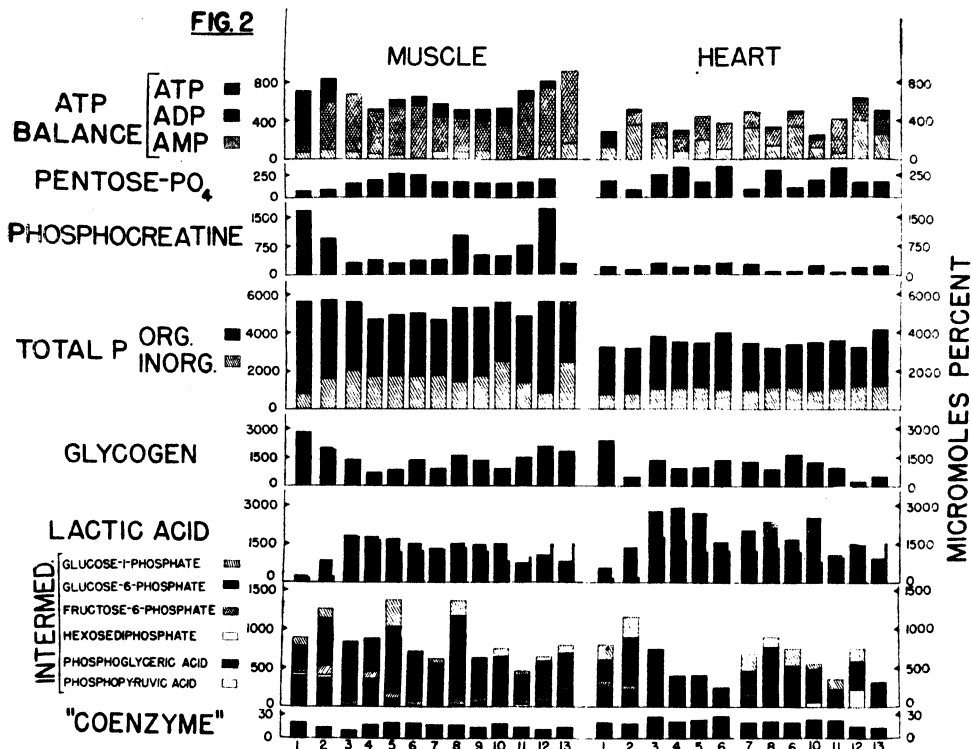 FIG. 2
MUSCLE HEART
ATP BALANCE
ATP
ADP
AMP
800 800
400 400
0 0
PENTOSE-PO4
250 250
0 0
PHOSPHOCREATINE
1500 1500
750 750
0 0
TOTAL P
ORG.
INORG.
6000 6000
4000 4000
2000 2000
0 0
GLYCOGEN
3000 3000
1500 1500
0 0
LACTIC ACID
3000 3000
1500 1500
0 0
INTERMED.
GLUCOSE-1-PHOSPHATE
GLUCOSE-6-PHOSPHATE
FRUCTOSE-6-PHOSPHATE
HEXOSEDIPHOSPHATE
PHOSPHOGLYCERIC ACID
PHOSPHOPYRUVIC ACID
1500 1500
1000 1000
500 500
0 0
"COENZYME"
30 30
0 0
1 2 3 4 5 6 7 8 9 10 11 12 13 1 2 3 4 5 6 7 8 9 10 11 12 13
MICROMOLES PERCENT